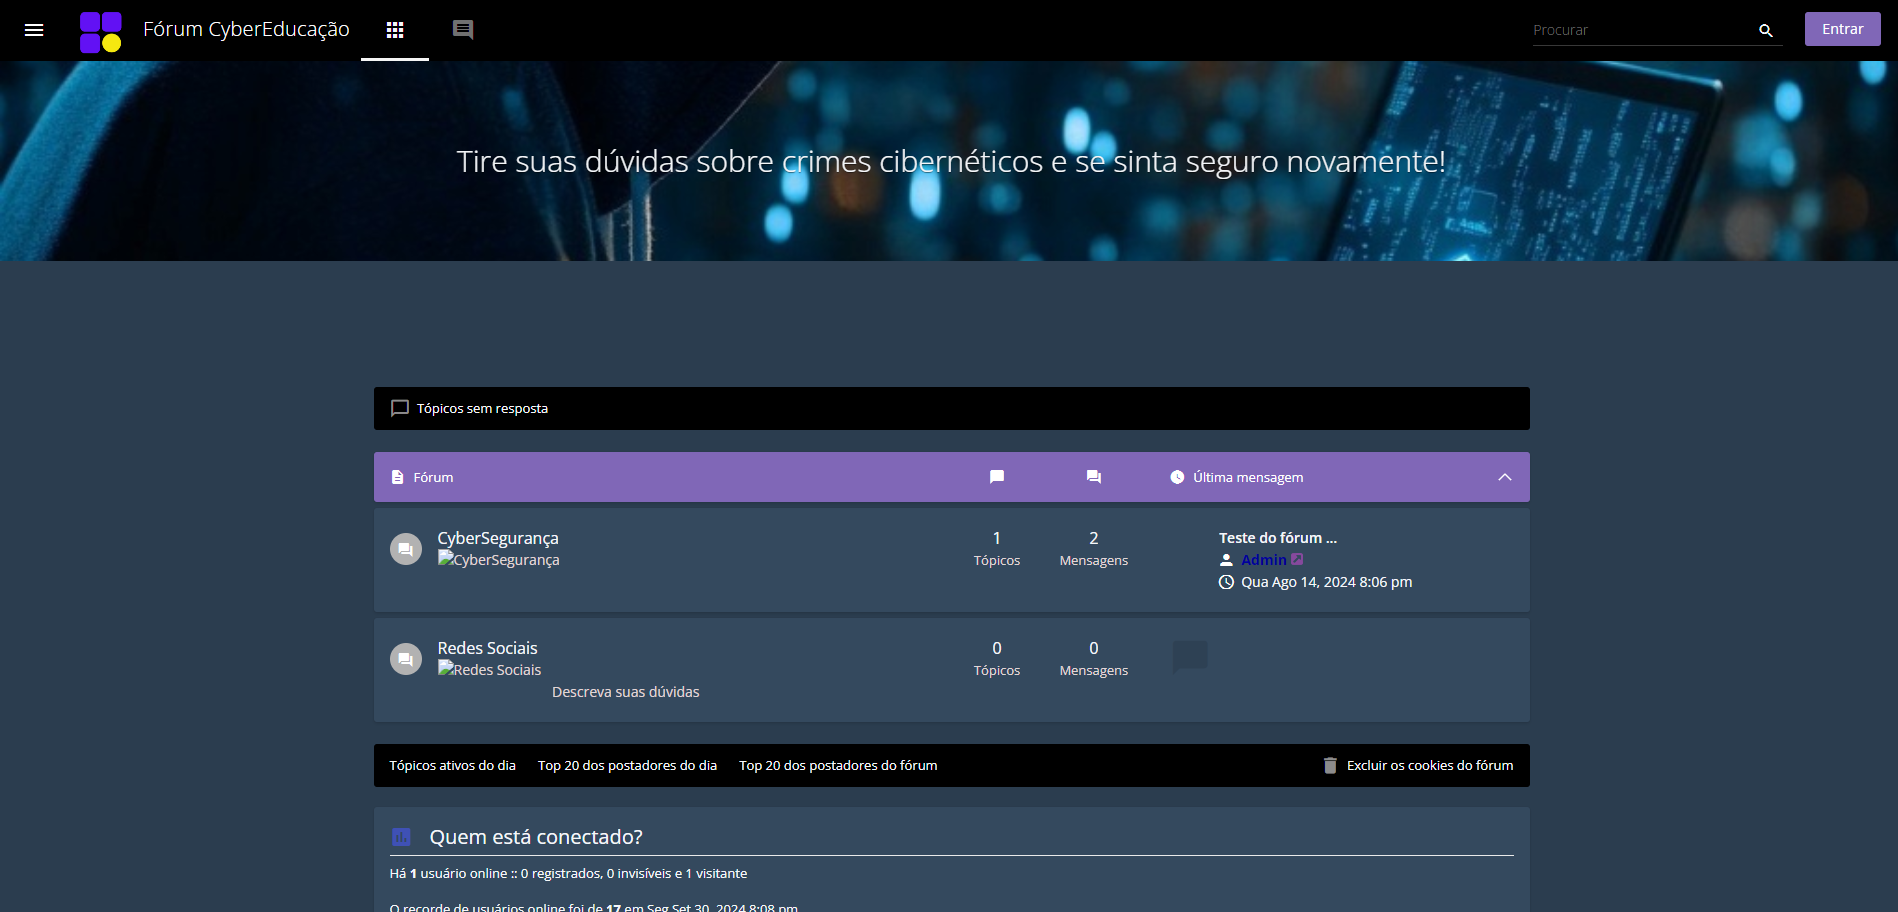 Fórum CyberEducação
Procurar
Entrar
Tire suas dúvidas sobre crimes cibernéticos e se sinta seguro novamente!
Tópicos sem resposta
Fórum
Última mensagem
CyberSegurança
CyberSegurança
1
Tópicos
2
Mensagens
Teste do fórum ...
Admin
Qua Ago 14, 2024 8:06 pm
Redes Sociais
Redes Sociais
Descreva suas dúvidas
0
Tópicos
0
Mensagens
Tópicos ativos do dia
Top 20 dos postadores do dia
Top 20 dos postadores do fórum
Excluir os cookies do fórum
Quem está conectado?
Há 1 usuário online :: 0 registrados, 0 invisíveis e 1 visitante
O recorde de usuários online foi de 17 em Seg Set 30, 2024 8:08 pm